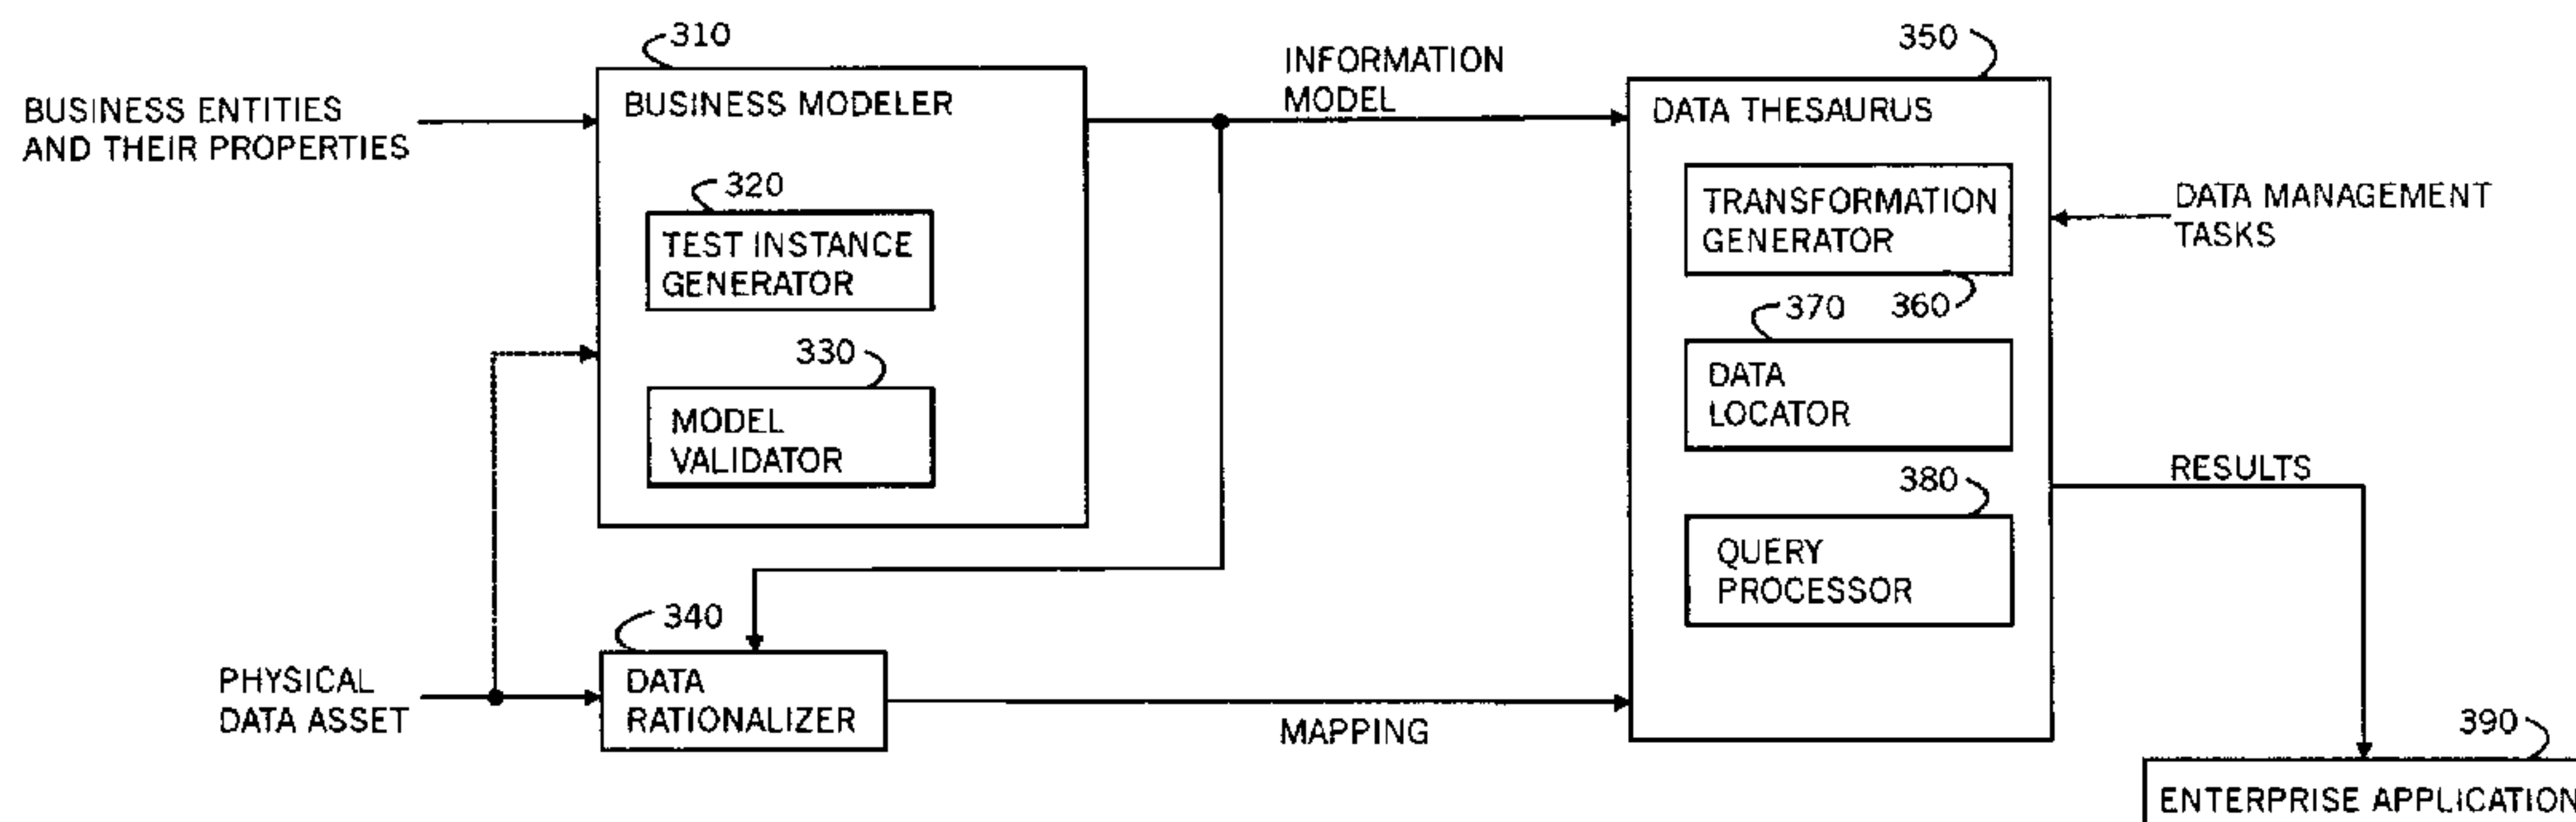 310
BUSINESS ENTITIES
AND THEIR PROPERTIES
BUSINESS MODELER
320
TEST INSTANCE
GENERATOR
330
MODEL
VALIDATOR
INFORMATION
MODEL
350
DATA THESAURUS
TRANSFORMATION
GENERATOR
360
370
DATA
LOCATOR
380
QUERY
PROCESSOR
DATA MANAGEMENT
TASKS
RESULTS
PHYSICAL
DATA ASSET
340
DATA
RATIONALIZER
MAPPING
390
ENTERPRISE APPLICATION